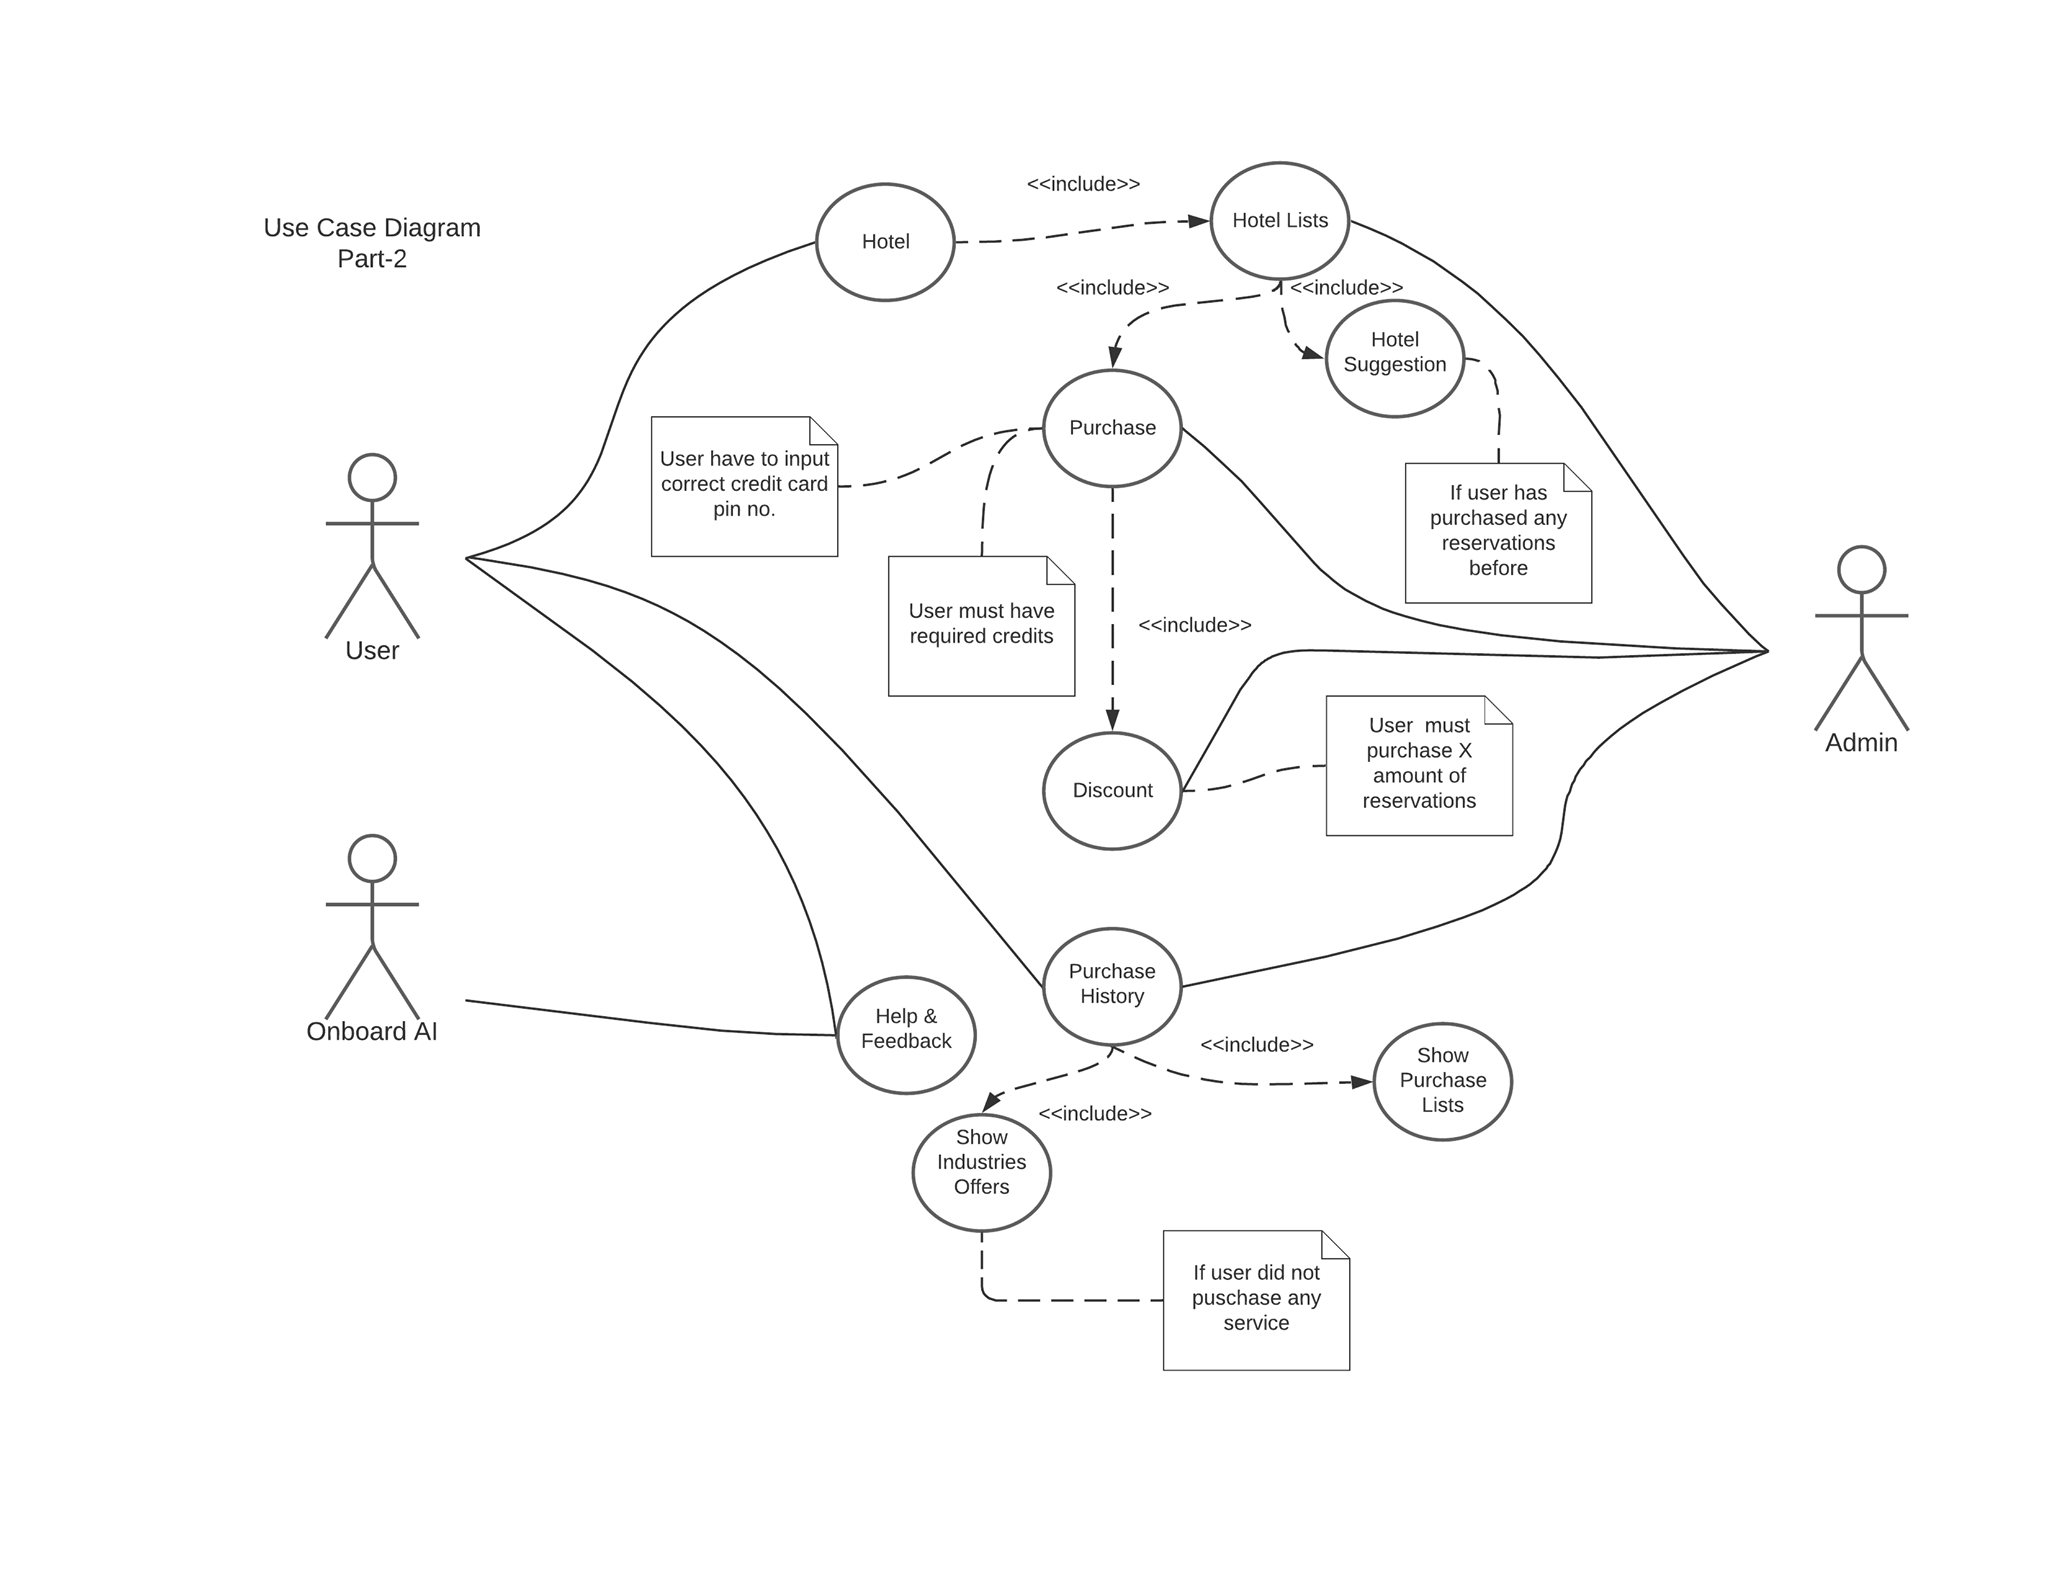 Use Case Diagram
Part-2
<<include>>
Hotel
Hotel Lists
<<include>>
<<include>>
Hotel
Suggestion
Purchase
User have to input
correct credit card
pin no.
If user has
purchased any
reservations
before
User must have
required credits
<<include>>
User
Admin
User  must
purchase X
amount of
reservations
Discount
Onboard AI
Purchase
History
Help &
Feedback
<<include>>
Show
Purchase
Lists
<<include>>
Show
Industries
Offers
If user did not
puschase any
service